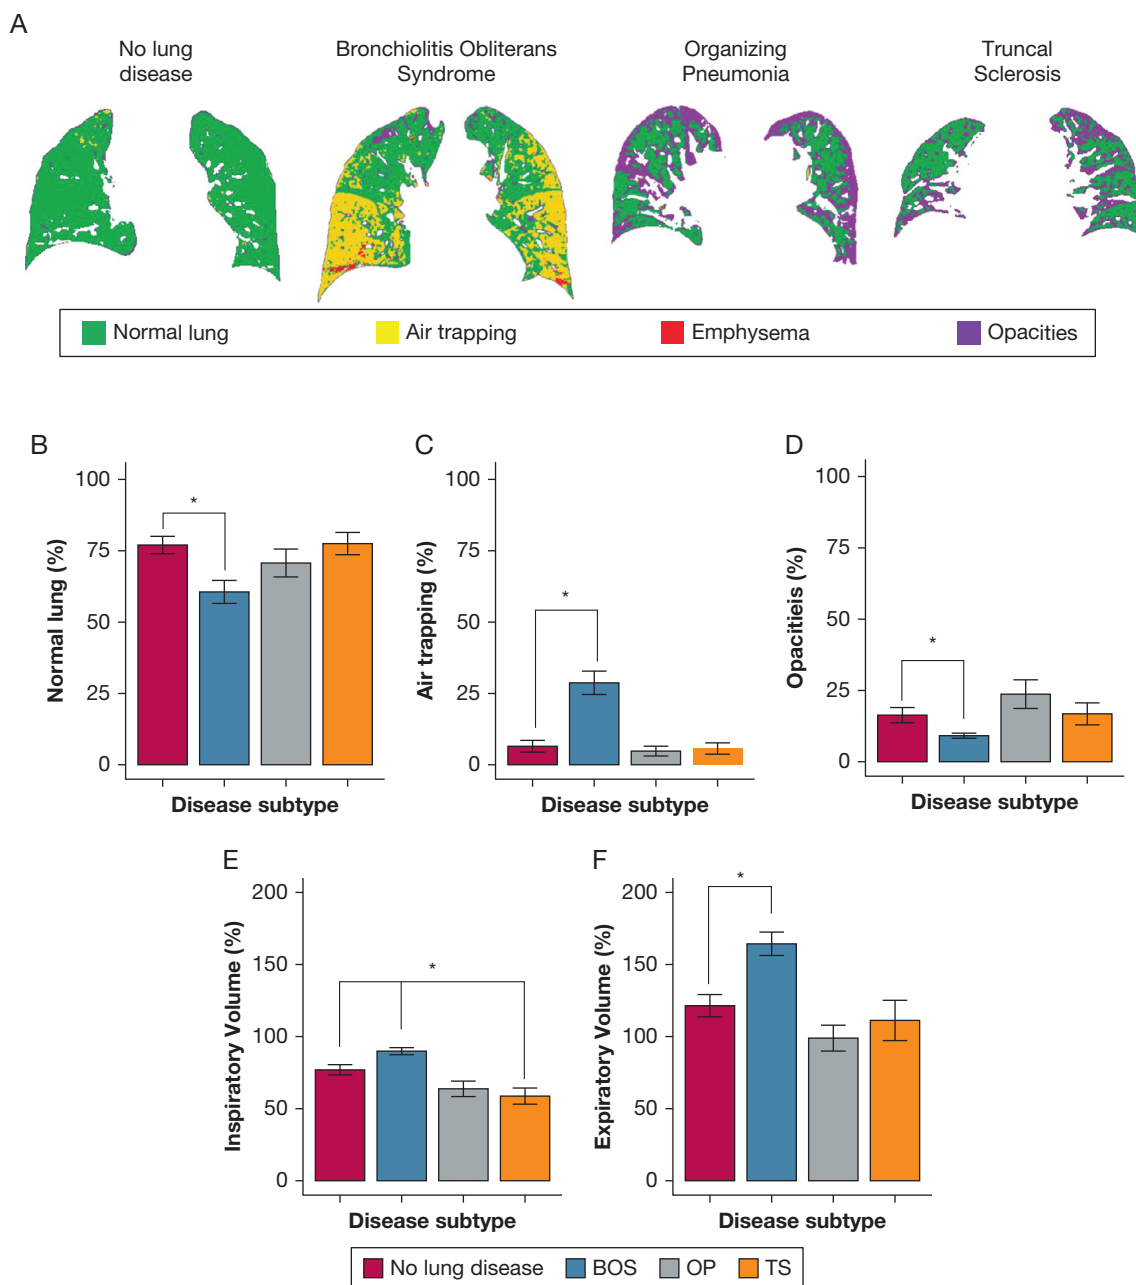 A
No lung
disease
Bronchiolitis Obliterans
Syndrome
Organizing
Pneumonia
Truncal
Sclerosis
Normal lung
Air trapping
Emphysema
Opacities
B
100
75
50
25
0
Normal lung (%)
*
Disease subtype
C
100
75
50
25
0
Air trapping (%)
*
Disease subtype
D
100
75
50
25
0
Opacitieis (%)
*
Disease subtype
E
200
150
100
50
0
Inspiratory Volume (%)
*
Disease subtype
F
200
150
100
50
0
Expiratory Volume (%)
*
Disease subtype
No lung disease
BOS
OP
TS